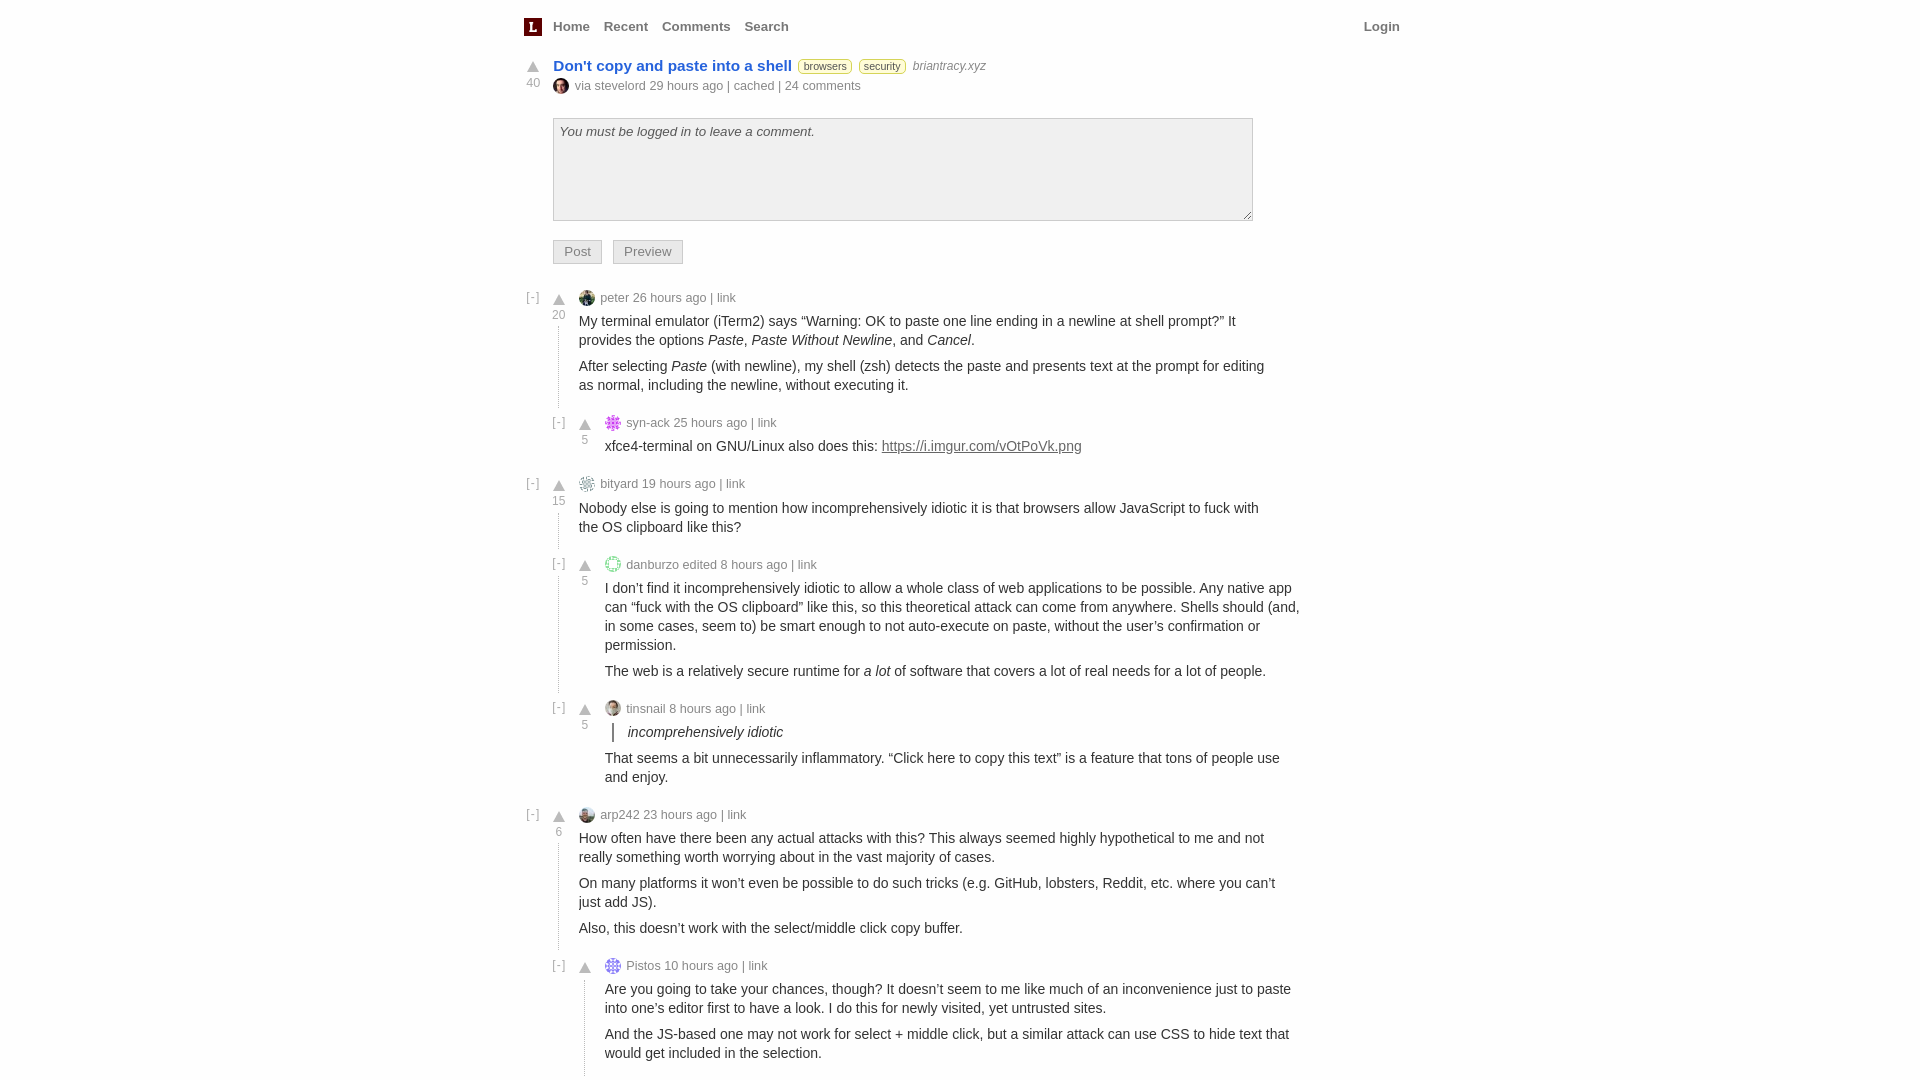 L Home Recent Comments Search Login
Don't copy and paste into a shell browsers security briantracy.xyz
40 via stevelord 29 hours ago | cached | 24 comments
You must be logged in to leave a comment.
Post Preview
[-] peter 26 hours ago | link
20
My terminal emulator (iTerm2) says “Warning: OK to paste one line ending in a newline at shell prompt?” It
provides the options Paste, Paste Without Newline, and Cancel.
After selecting Paste (with newline), my shell (zsh) detects the paste and presents text at the prompt for editing
as normal, including the newline, without executing it.
[-] syn-ack 25 hours ago | link
5
xfce4-terminal on GNU/Linux also does this: https://i.imgur.com/vOtPoVk.png
[-] bityard 19 hours ago | link
15
Nobody else is going to mention how incomprehensively idiotic it is that browsers allow JavaScript to fuck with
the OS clipboard like this?
[-] danburzo edited 8 hours ago | link
5
I don’t find it incomprehensively idiotic to allow a whole class of web applications to be possible. Any native app
can “fuck with the OS clipboard” like this, so this theoretical attack can come from anywhere. Shells should (and,
in some cases, seem to) be smart enough to not auto-execute on paste, without the user’s confirmation or
permission.
The web is a relatively secure runtime for a lot of software that covers a lot of real needs for a lot of people.
[-] tinsnail 8 hours ago | link
5
incomprehensively idiotic
That seems a bit unnecessarily inflammatory. “Click here to copy this text” is a feature that tons of people use
and enjoy.
[-] arp242 23 hours ago | link
6
How often have there been any actual attacks with this? This always seemed highly hypothetical to me and not
really something worth worrying about in the vast majority of cases.
On many platforms it won’t even be possible to do such tricks (e.g. GitHub, lobsters, Reddit, etc. where you can’t
just add JS).
Also, this doesn’t work with the select/middle click copy buffer.
[-] Pistos 10 hours ago | link
Are you going to take your chances, though? It doesn’t seem to me like much of an inconvenience just to paste
into one’s editor first to have a look. I do this for newly visited, yet untrusted sites.
And the JS-based one may not work for select + middle click, but a similar attack can use CSS to hide text that
would get included in the selection.